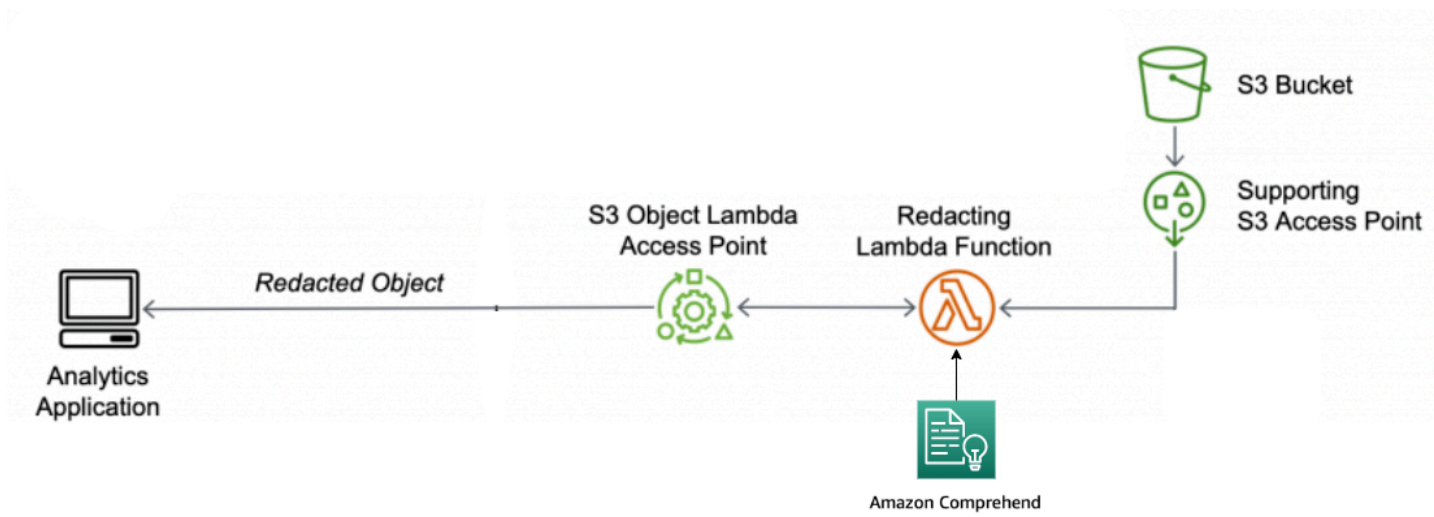 S3 Bucket
Supporting
S3 Access Point
S3 Object Lambda
Access Point
Redacting
Lambda Function
Redacted Object
Analytics
Application
Amazon Comprehend